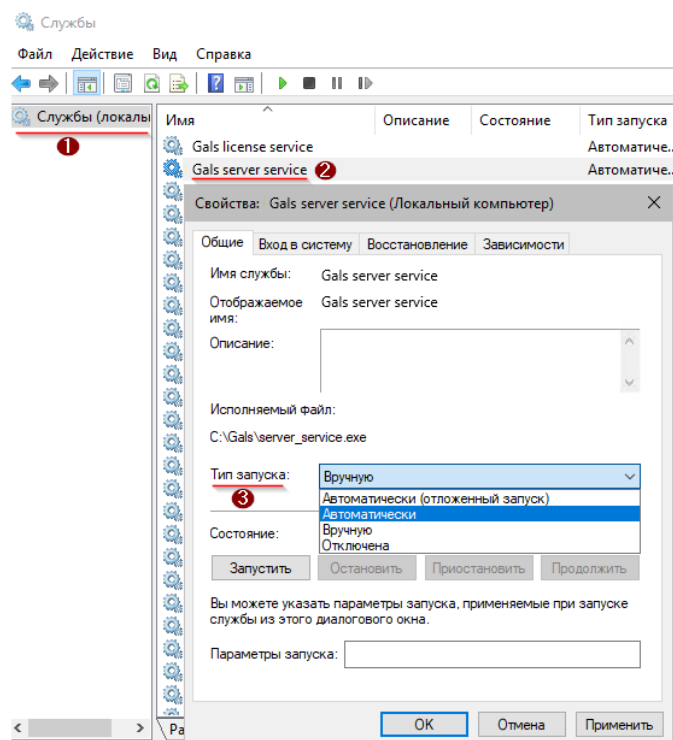 Службы
Файл Действие Вид Справка
Службы (локалы
1
Имя Описание Состояние Тип запуска
Gals license service Автоматиче...
Gals server service 2 Автоматиче...
Свойства: Gals server service (Локальный компьютер)
Общие Вход в систему Восстановление Зависимости
Имя службы: Gals server service
Отображаемое имя: Gals server service
Описание:
Исполняемый файл:
C:\Gals\server_service.exe
Тип запуска: Вручную
3
Автоматически (отложенный запуск)
Автоматически
Вручную
Отключена
Состояние:
Запустить Остановить Приостановить Продолжить
Вы можете указать параметры запуска, применяемые при запуске
службы из этого диалогового окна.
Параметры запуска:
Ра
OK Отмена Применить